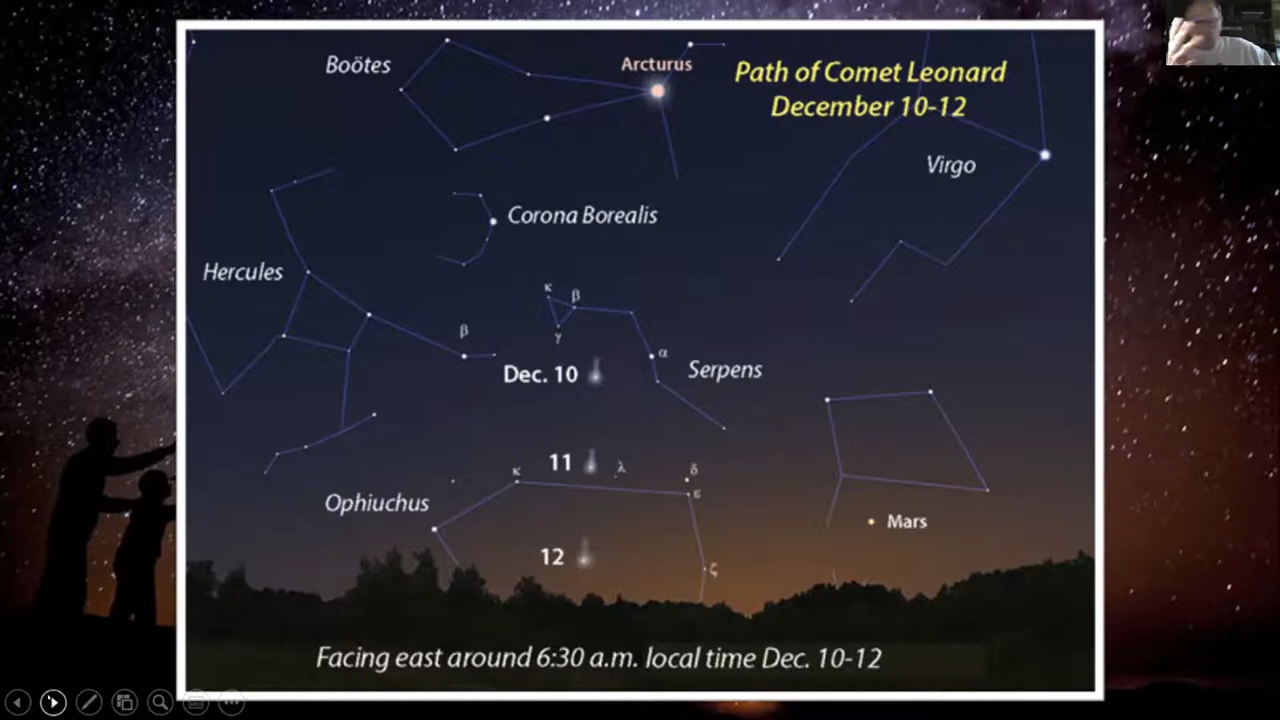 Boötes
Arcturus
Path of Comet Leonard
December 10-12
Virgo
Corona Borealis
Hercules
κ
β
β
γ
α
Dec. 10
Serpens
11
λ
κ
δ
ε
Ophiuchus
Mars
12
ζ
Facing east around 6:30 a.m. local time Dec. 10-12